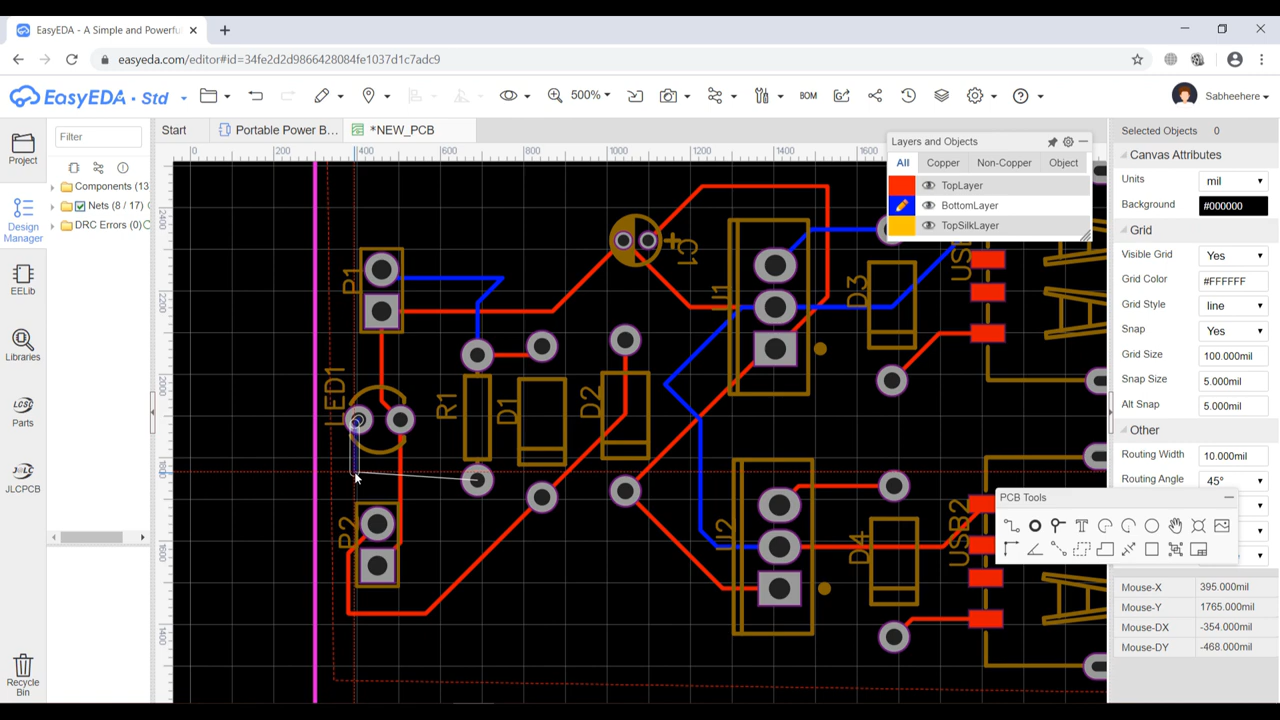 EasyEDA - A Simple and Powerfu
easyeda.com/editor#id=34fe2d2d9866428084fe1037d1c7adc9
EasyEDA · Std
500%
BOM
Sabheehere
Project
Design Manager
EELib
Libraries
Parts
JLCPCB
Recycle Bin
Filter
Components (13
Nets (8 / 17)
DRC Errors (0)
Start
Portable Power B...
*NEW_PCB
0
200
400
600
800
1000
1200
1400
1600
2400
2200
2000
1800
1600
1400
P1
LED1
P2
R1
D1
D2
C1
U1
U2
D3
D4
USB2
Layers and Objects
All
Copper
Non-Copper
Object
TopLayer
BottomLayer
TopSilkLayer
PCB Tools
Selected Objects 0
Canvas Attributes
Units mil
Background #000000
Grid
Visible Grid Yes
Grid Color #FFFFFF
Grid Style line
Snap Yes
Grid Size 100.000mil
Snap Size 5.000mil
Alt Snap 5.000mil
Other
Routing Width 10.000mil
Routing Angle 45°
Mouse-X 395.000mil
Mouse-Y 1765.000mil
Mouse-DX -354.000mil
Mouse-DY -468.000mil